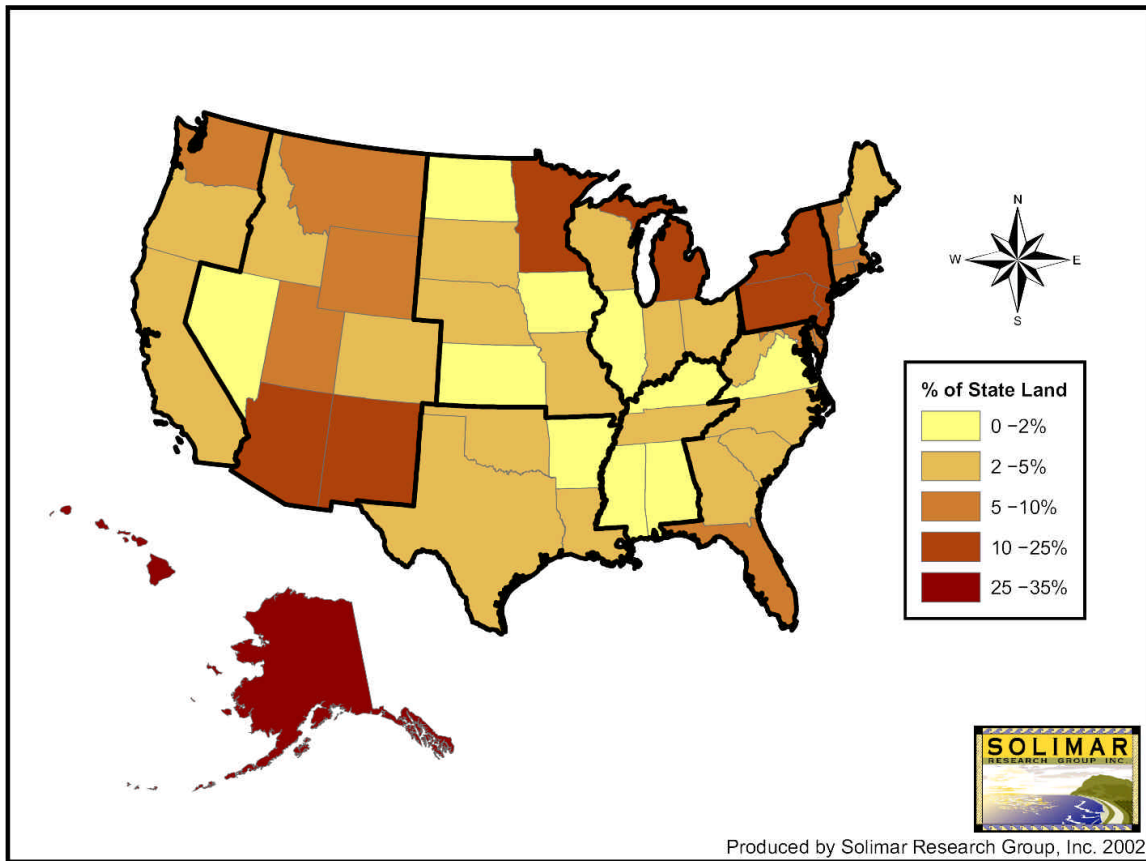 N
W
E
S
% of State Land
0 –2%
2 –5%
5 –10%
10 –25%
25 –35%
SOLIMAR
RESEARCH GROUP INC
Produced by Solimar Research Group, Inc. 2002